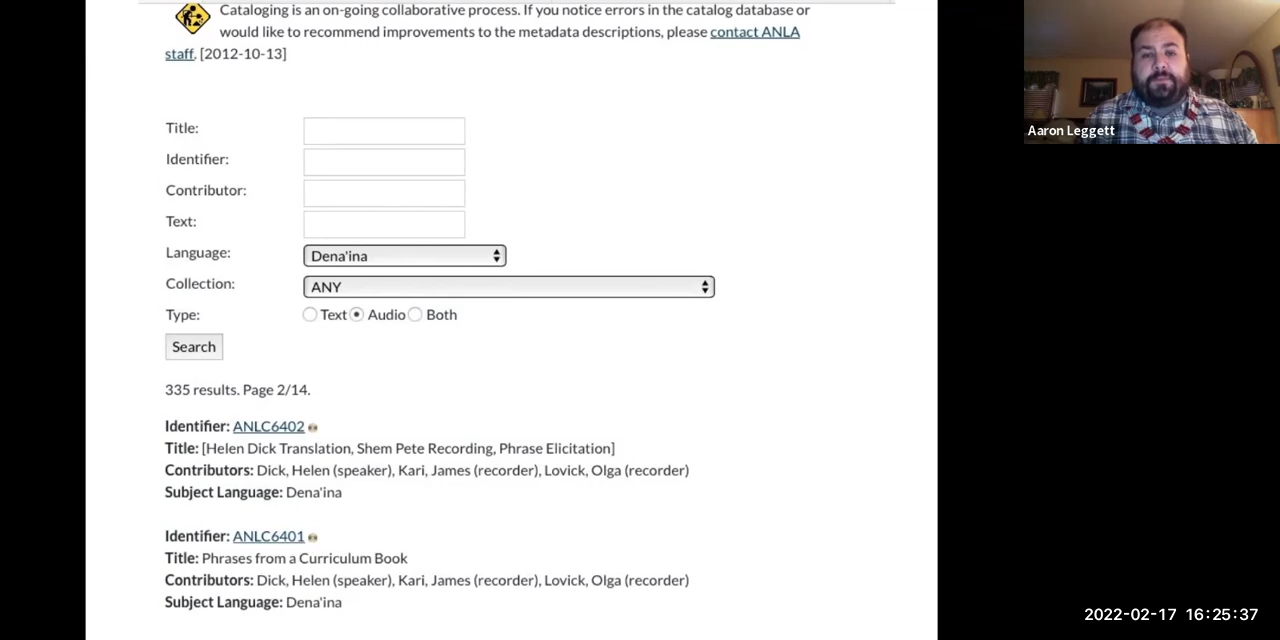 Cataloging is an on-going collaborative process. If you notice errors in the catalog database or
would like to recommend improvements to the metadata descriptions, please contact ANLA
staff. [2012-10-13]
Aaron Leggett
Title:
Identifier:
Contributor:
Text:
Language: Dena'ina
Collection: ANY
Type: Text Audio Both
Search
335 results. Page 2/14.
Identifier: ANLC6402
Title: [Helen Dick Translation, Shem Pete Recording, Phrase Elicitation]
Contributors: Dick, Helen (speaker), Kari, James (recorder), Lovick, Olga (recorder)
Subject Language: Dena'ina
Identifier: ANLC6401
Title: Phrases from a Curriculum Book
Contributors: Dick, Helen (speaker), Kari, James (recorder), Lovick, Olga (recorder)
Subject Language: Dena'ina
2022-02-17 16:25:37